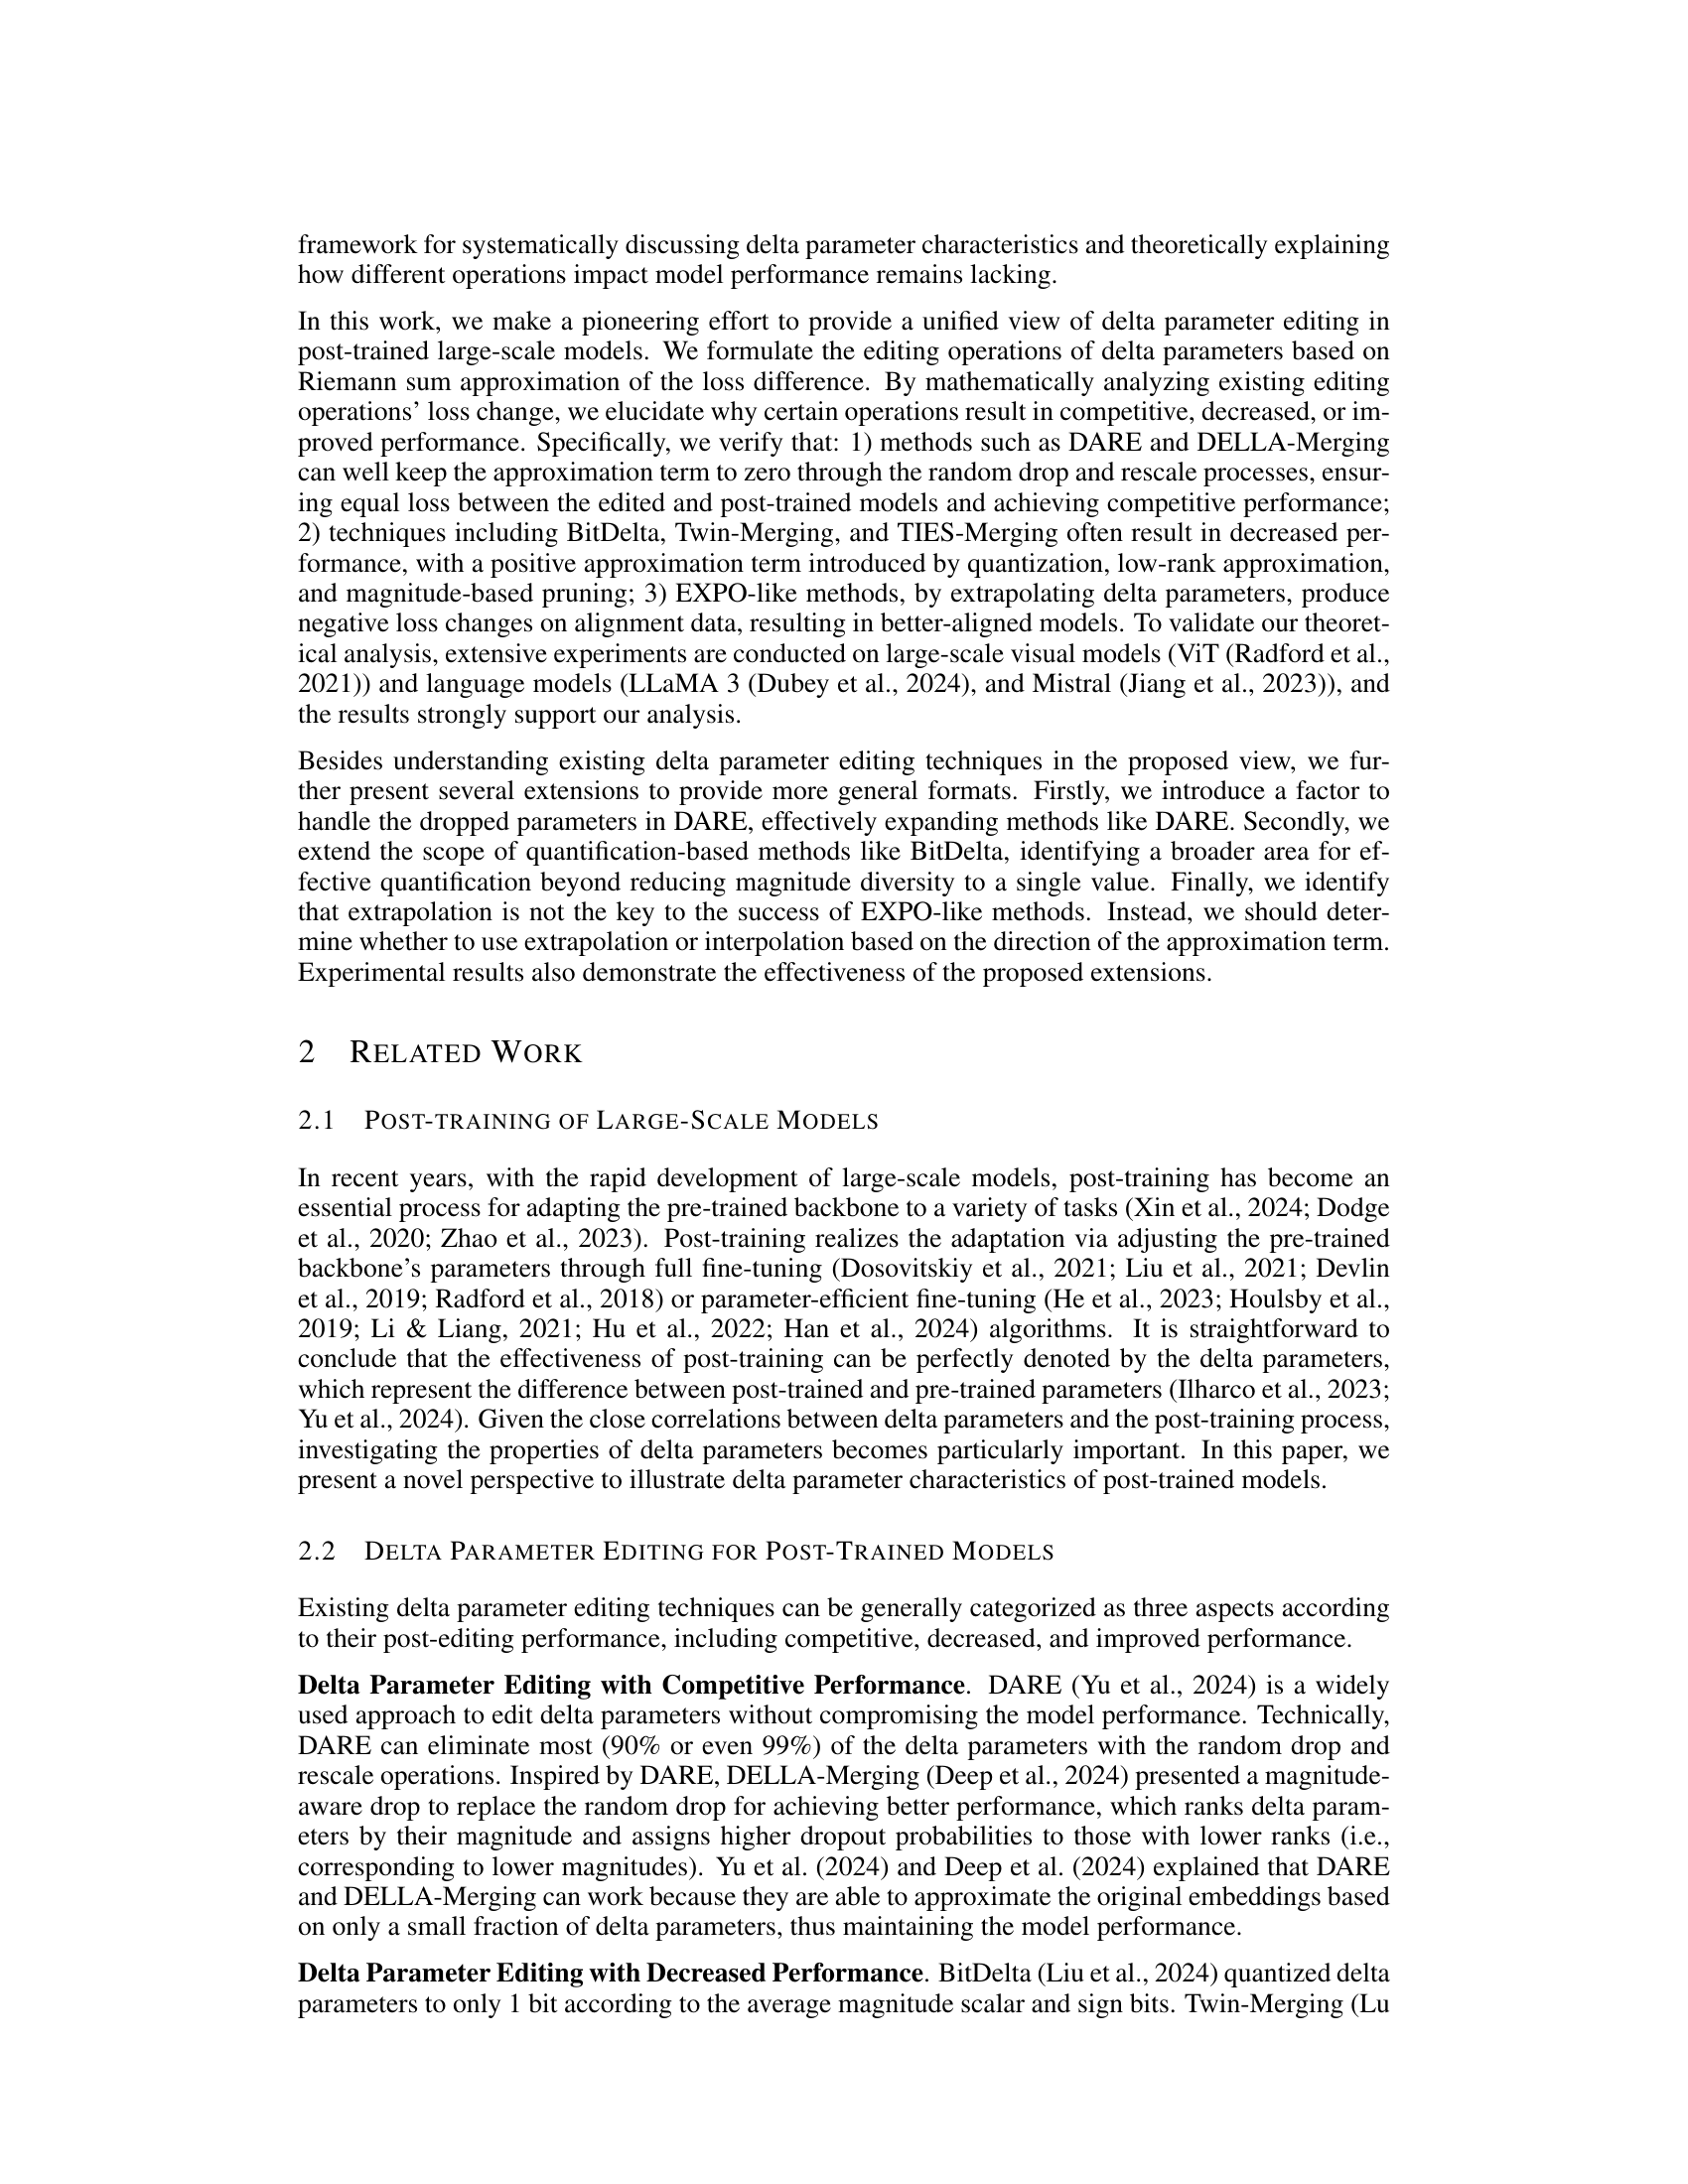 framework for systematically discussing delta parameter characteristics and theoretically explaining
how different operations impact model performance remains lacking.
In this work, we make a pioneering effort to provide a unified view of delta parameter editing in
post-trained large-scale models. We formulate the editing operations of delta parameters based on
Riemann sum approximation of the loss difference. By mathematically analyzing existing editing
operations' loss change, we elucidate why certain operations result in competitive, decreased, or im-
proved performance. Specifically, we verify that: 1) methods such as DARE and DELLA-Merging
can well keep the approximation term to zero through the random drop and rescale processes, ensur-
ing equal loss between the edited and post-trained models and achieving competitive performance;
2) techniques including BitDelta, Twin-Merging, and TIES-Merging often result in decreased per-
formance, with a positive approximation term introduced by quantization, low-rank approximation,
and magnitude-based pruning; 3) EXPO-like methods, by extrapolating delta parameters, produce
negative loss changes on alignment data, resulting in better-aligned models. To validate our theoret-
ical analysis, extensive experiments are conducted on large-scale visual models (ViT (Radford et al.,
2021)) and language models (LLaMA 3 (Dubey et al., 2024), and Mistral (Jiang et al., 2023)), and
the results strongly support our analysis.
Besides understanding existing delta parameter editing techniques in the proposed view, we fur-
ther present several extensions to provide more general formats. Firstly, we introduce a factor to
handle the dropped parameters in DARE, effectively expanding methods like DARE. Secondly, we
extend the scope of quantification-based methods like BitDelta, identifying a broader area for ef-
fective quantification beyond reducing magnitude diversity to a single value. Finally, we identify
that extrapolation is not the key to the success of EXPO-like methods. Instead, we should deter-
mine whether to use extrapolation or interpolation based on the direction of the approximation term.
Experimental results also demonstrate the effectiveness of the proposed extensions.
2 RELATED WORK
2.1 POST-TRAINING OF LARGE-SCALE MODELS
In recent years, with the rapid development of large-scale models, post-training has become an
essential process for adapting the pre-trained backbone to a variety of tasks (Xin et al., 2024; Dodge
et al., 2020; Zhao et al., 2023). Post-training realizes the adaptation via adjusting the pre-trained
backbone's parameters through full fine-tuning (Dosovitskiy et al., 2021; Liu et al., 2021; Devlin
et al., 2019; Radford et al., 2018) or parameter-efficient fine-tuning (He et al., 2023; Houlsby et al.,
2019; Li & Liang, 2021; Hu et al., 2022; Han et al., 2024) algorithms. It is straightforward to
conclude that the effectiveness of post-training can be perfectly denoted by the delta parameters,
which represent the difference between post-trained and pre-trained parameters (Ilharco et al., 2023;
Yu et al., 2024). Given the close correlations between delta parameters and the post-training process,
investigating the properties of delta parameters becomes particularly important. In this paper, we
present a novel perspective to illustrate delta parameter characteristics of post-trained models.
2.2 DELTA PARAMETER EDITING FOR POST-TRAINED MODELS
Existing delta parameter editing techniques can be generally categorized as three aspects according
to their post-editing performance, including competitive, decreased, and improved performance.
Delta Parameter Editing with Competitive Performance. DARE (Yu et al., 2024) is a widely
used approach to edit delta parameters without compromising the model performance. Technically,
DARE can eliminate most (90% or even 99%) of the delta parameters with the random drop and
rescale operations. Inspired by DARE, DELLA-Merging (Deep et al., 2024) presented a magnitude-
aware drop to replace the random drop for achieving better performance, which ranks delta param-
eters by their magnitude and assigns higher dropout probabilities to those with lower ranks (i.e.,
corresponding to lower magnitudes). Yu et al. (2024) and Deep et al. (2024) explained that DARE
and DELLA-Merging can work because they are able to approximate the original embeddings based
on only a small fraction of delta parameters, thus maintaining the model performance.
Delta Parameter Editing with Decreased Performance. BitDelta (Liu et al., 2024) quantized delta
parameters to only 1 bit according to the average magnitude scalar and sign bits. Twin-Merging (Lu